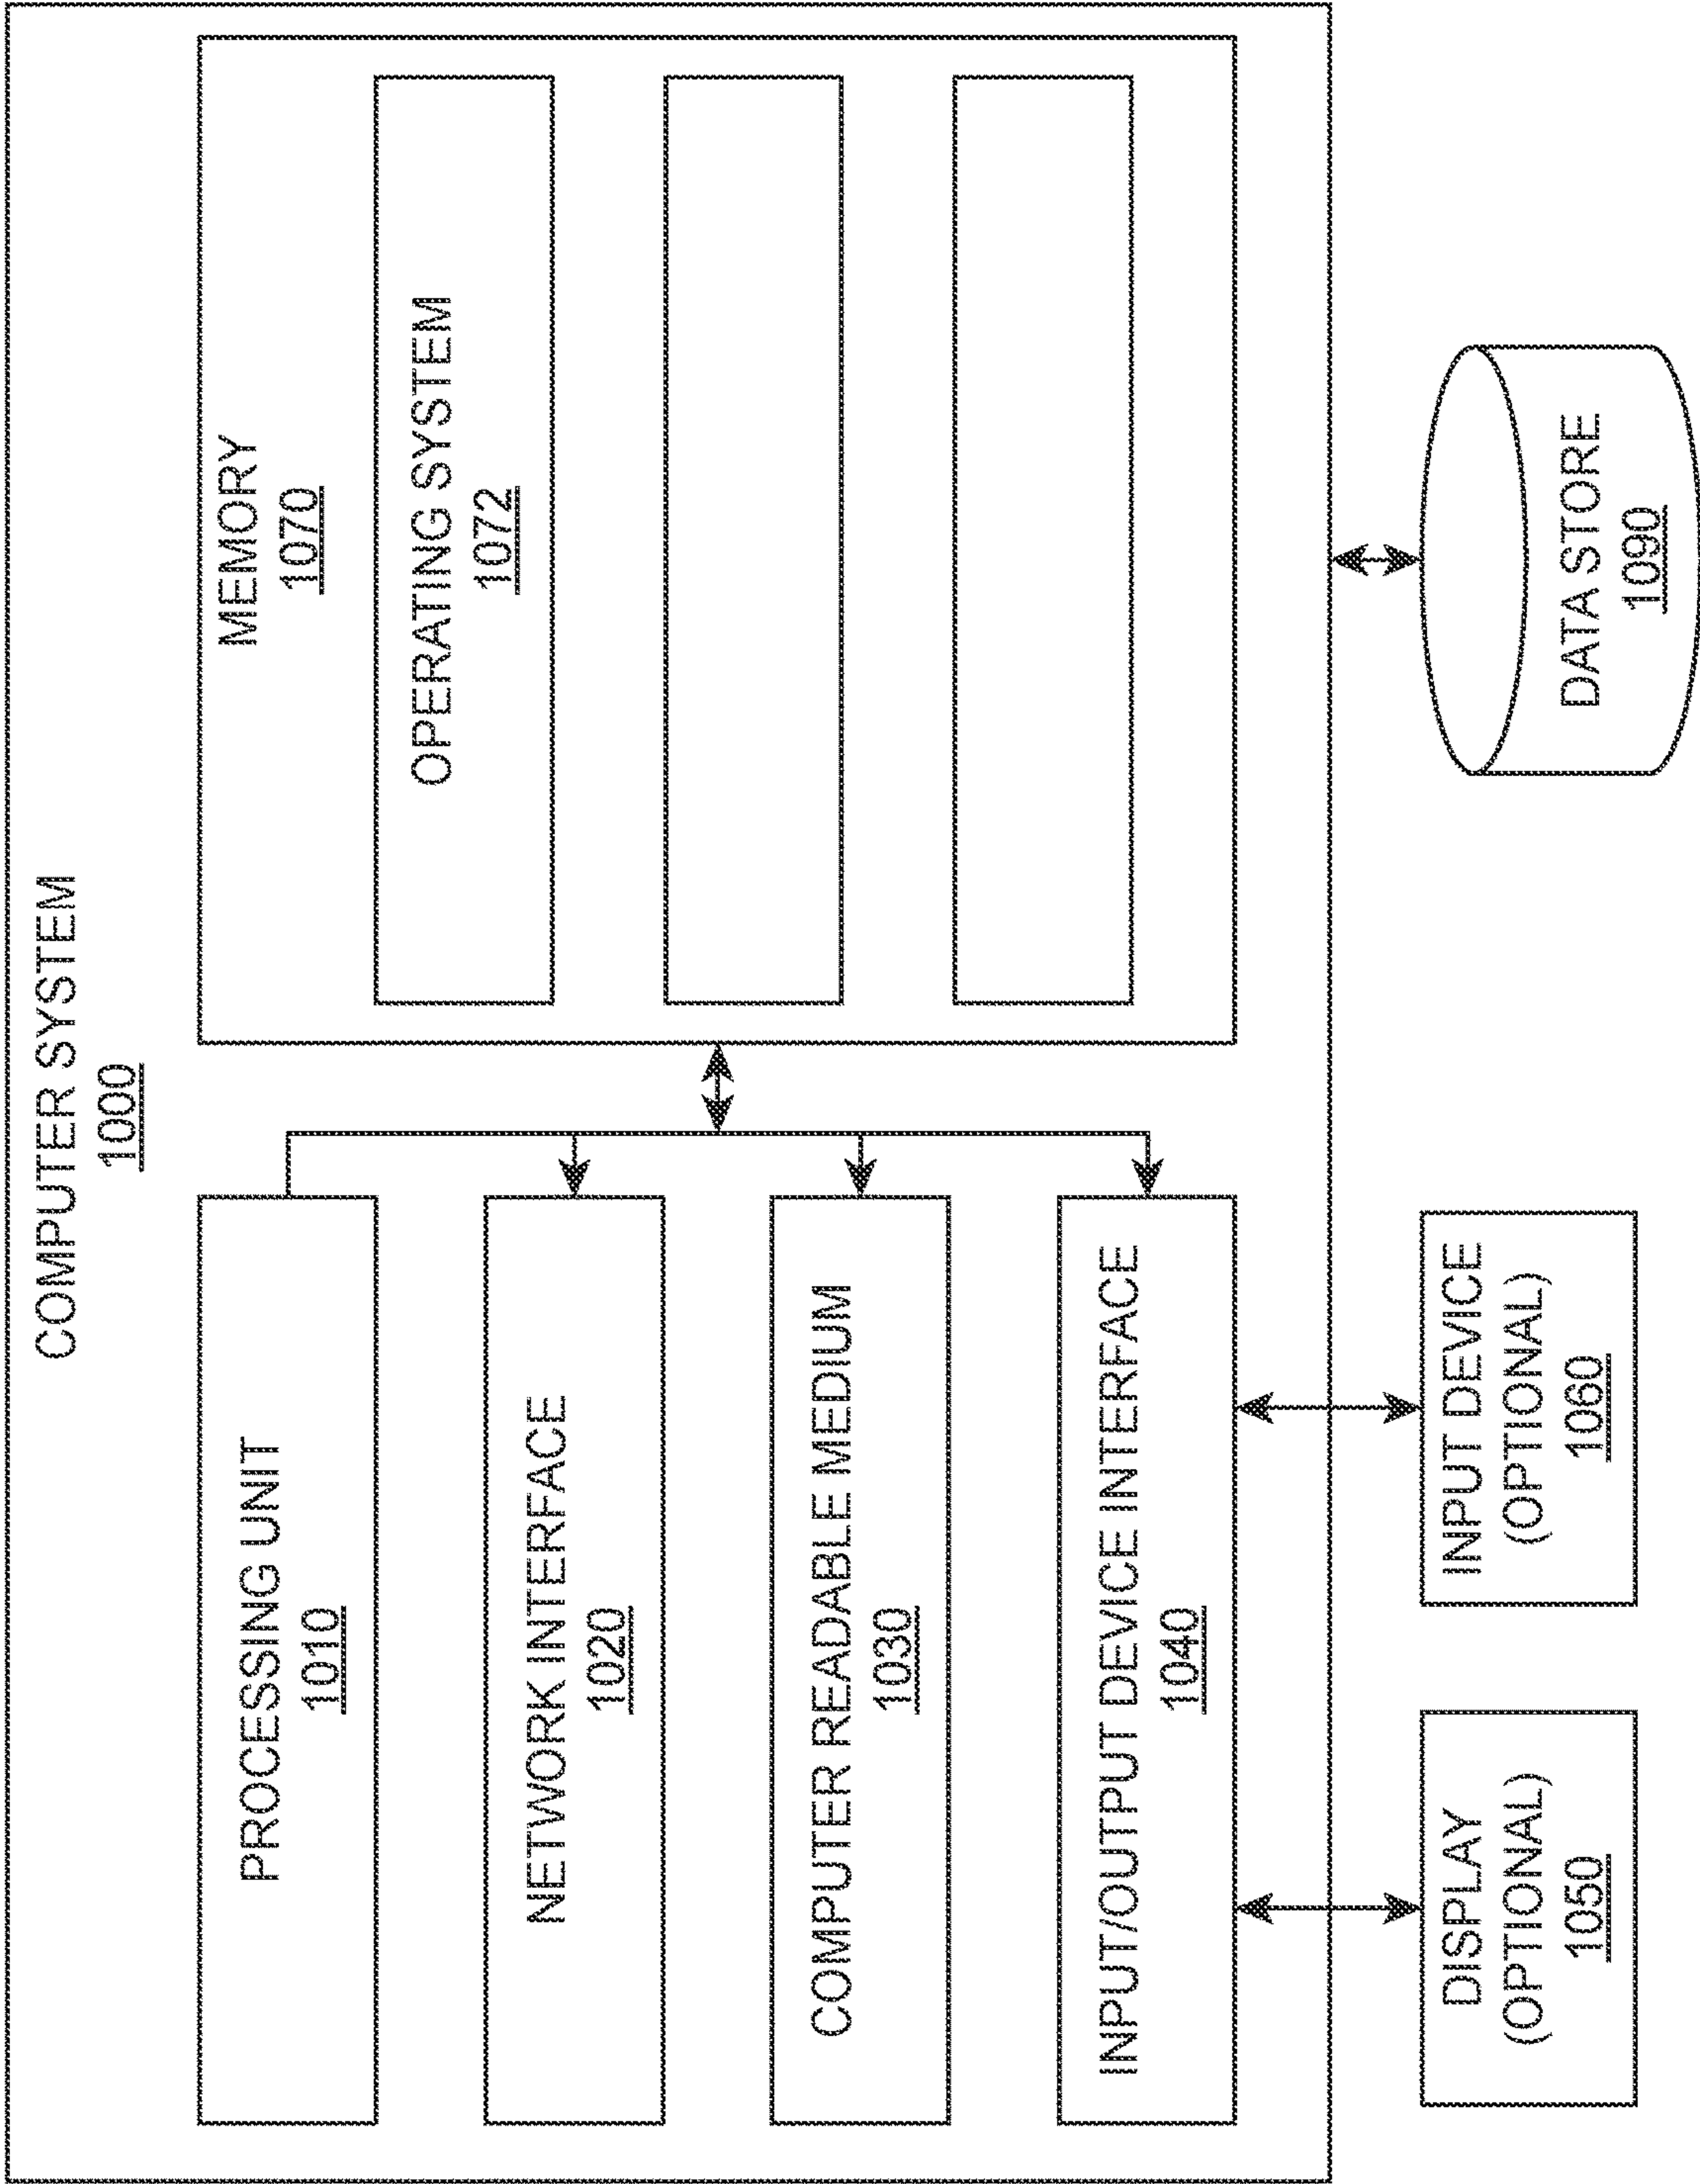 COMPUTER SYSTEM
1000
PROCESSING UNIT
1010
NETWORK INTERFACE
1020
COMPUTER READABLE MEDIUM
1030
INPUT/OUTPUT DEVICE INTERFACE
1040
MEMORY
1070
OPERATING SYSTEM
1072
DISPLAY
(OPTIONAL)
1050
INPUT DEVICE
(OPTIONAL)
1060
DATA STORE
1090